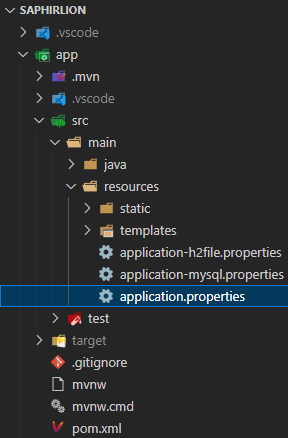 SAPHIRLION
.vscode
app
.mvn
.vscode
src
main
java
resources
static
templates
application-h2file.properties
application-mysql.properties
application.properties
test
target
.gitignore
mvnw
mvnw.cmd
pom.xml